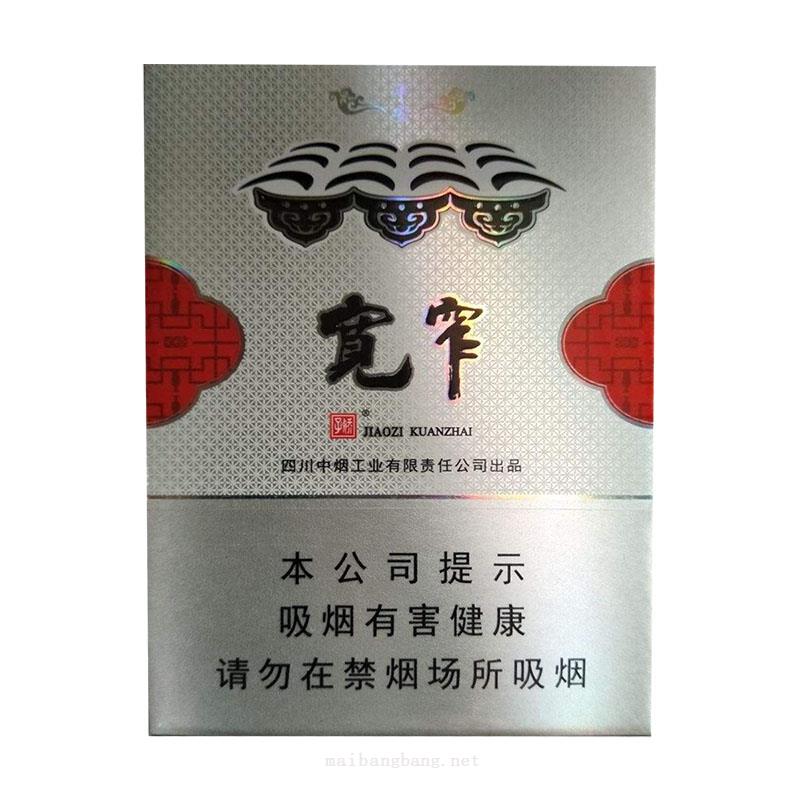 宽窄
娇子 ® JIAOZI KUANZHAI
四川中烟工业有限责任公司出品
本公司提示
吸烟有害健康
请勿在禁烟场所吸烟
maibangbang.net